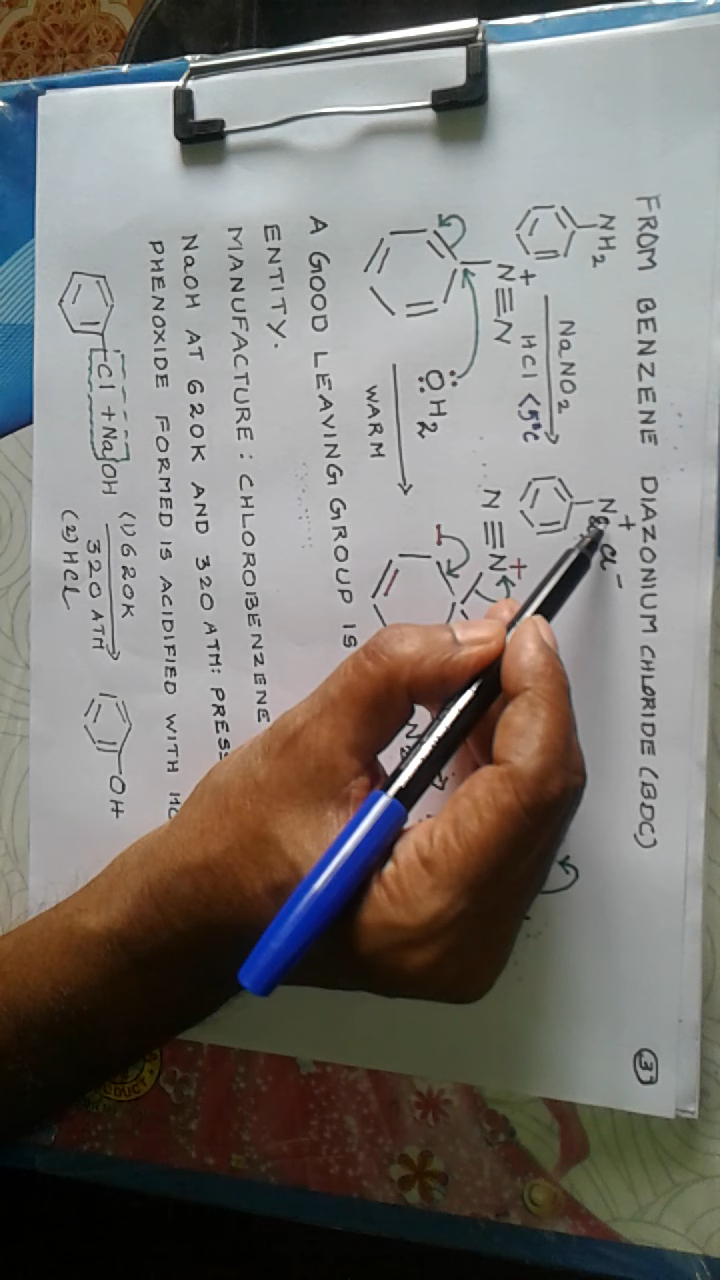 FROM BENZENE DIAZONIUM CHLORIDE (BDC)
3
NH2
NaNO2
HCl <5°C
N
+
Cl -
+
N≡N
ÖH2
WARM
N≡N
+
A GOOD LEAVING GROUP IS
ENTITY.
MANUFACTURE : CHLOROBENZENE
NaOH AT 620K AND 320 ATM: PRES
PHENOXIDE FORMED IS ACIDIFIED WITH
Cl + Na OH
(1) 620K
320 ATM
(2) HCl
OH
DUCT